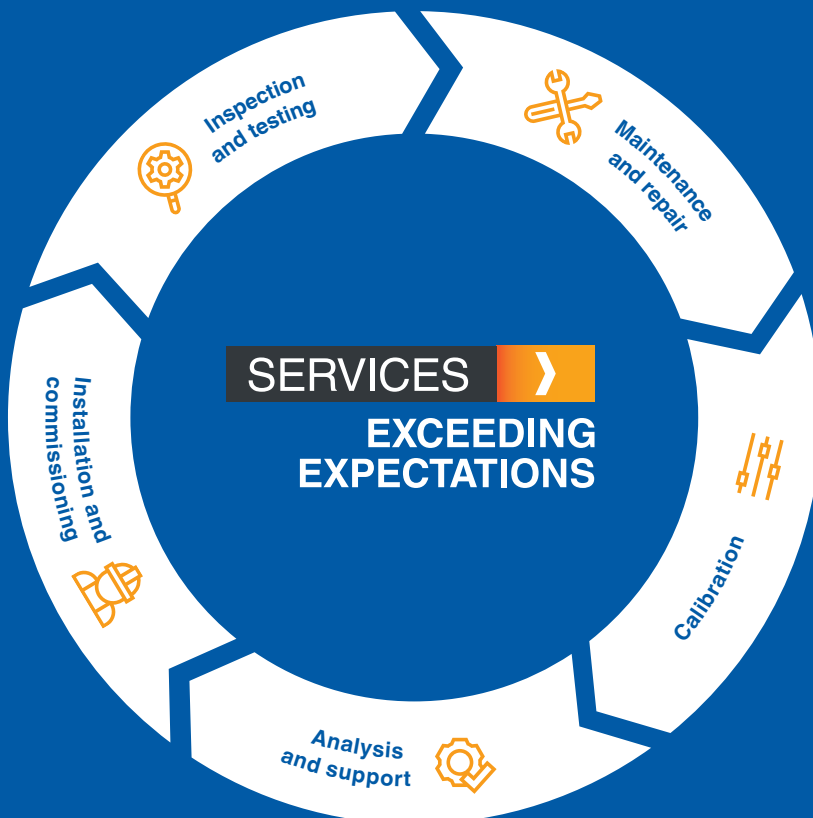 Inspection
and testing
Maintenance
and repair
SERVICES
EXCEEDING
EXPECTATIONS
Installation and
commissioning
Calibration
Analysis
and support